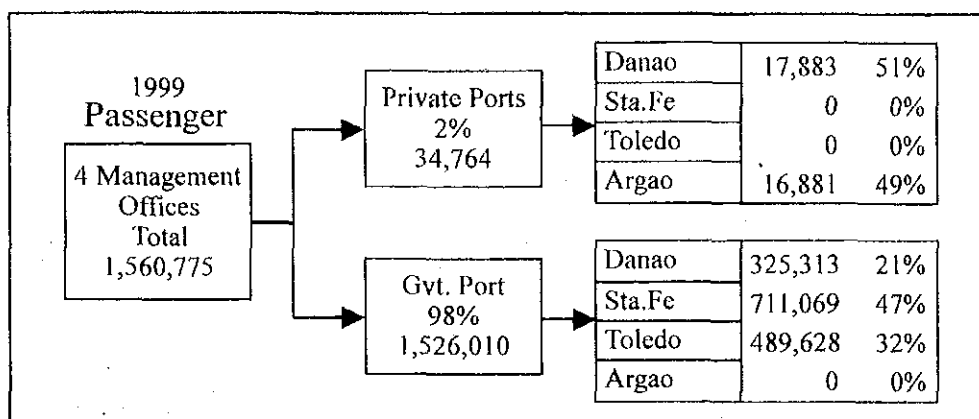 1999
Passenger
4 Management
Offices
Total
1,560,775
Private Ports
2%
34,764
Danao 17,883 51%
Sta.Fe 0 0%
Toledo 0 0%
Argao 16,881 49%
Gvt. Port
98%
1,526,010
Danao 325,313 21%
Sta.Fe 711,069 47%
Toledo 489,628 32%
Argao 0 0%